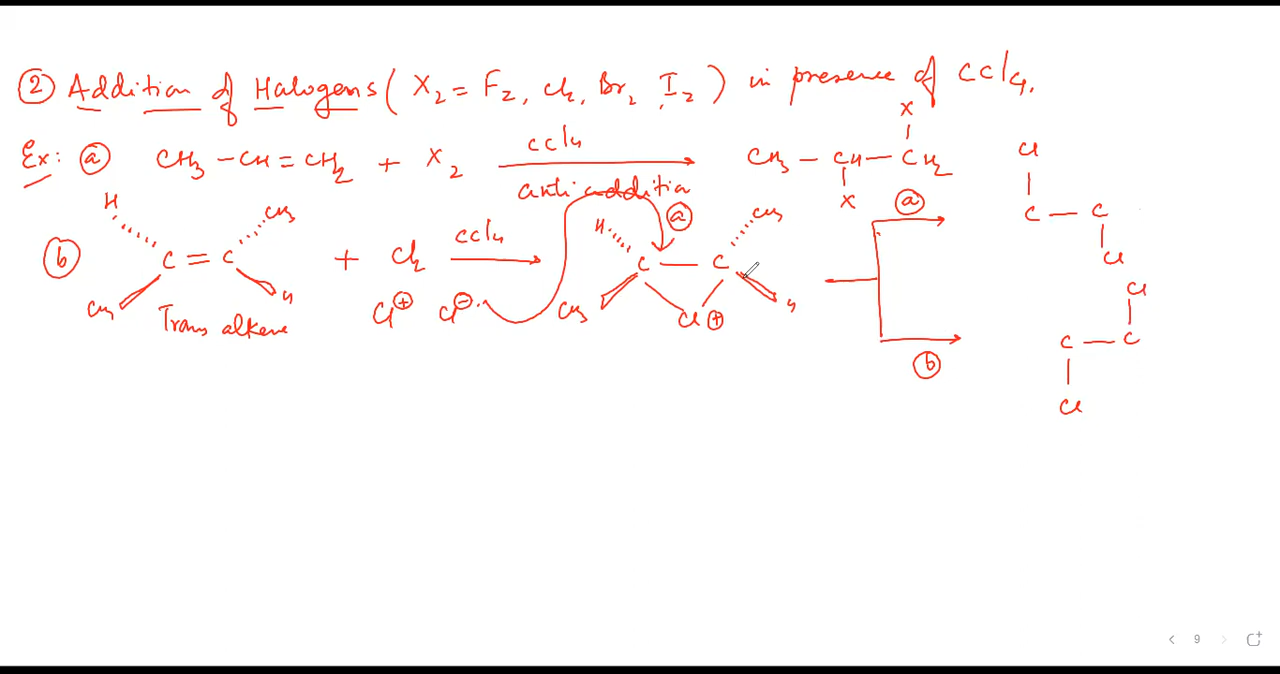 ② Addition of Halogens ( X₂ = F₂, Cl₂, Br₂, I₂ ) in presence of CCl₄.
Ex: ⓐ CH₃ – CH = CH₂ + X₂ CCl₄ CH₃ – CH – CH₂
X
anti addition
X
H CH₃
ⓑ C = C + Cl₂ CCl₄
CH₃ H
Trans alkene
Cl⊕ Cl⊖
H ⓐ CH₃
C — C
CH₃ H
Cl⊕
ⓐ
Cl
C — C
Cl
ⓑ
Cl
C — C
Cl
9